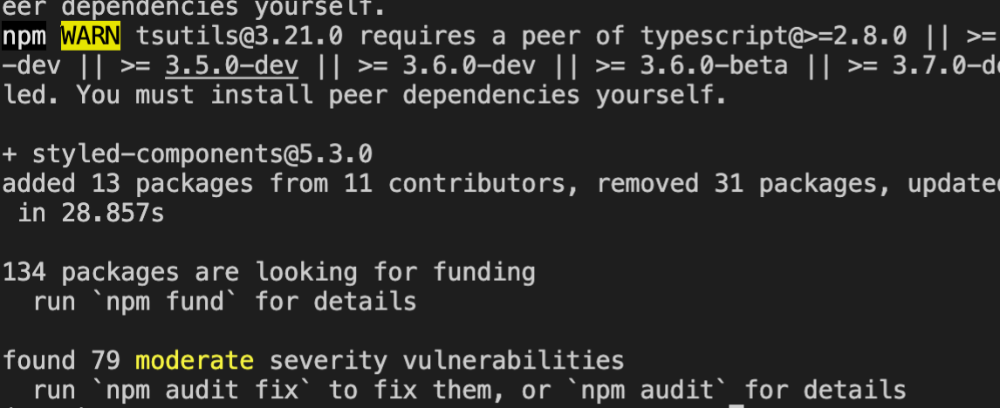 eer dependencies yourself.
npm WARN tsutils@3.21.0 requires a peer of typescript@>=2.8.0 || >=
-dev || >= 3.5.0-dev || >= 3.6.0-dev || >= 3.6.0-beta || >= 3.7.0-de
led. You must install peer dependencies yourself.
+ styled-components@5.3.0
added 13 packages from 11 contributors, removed 31 packages, update
in 28.857s
134 packages are looking for funding
run `npm fund` for details
found 79 moderate severity vulnerabilities
run `npm audit fix` to fix them, or `npm audit` for details